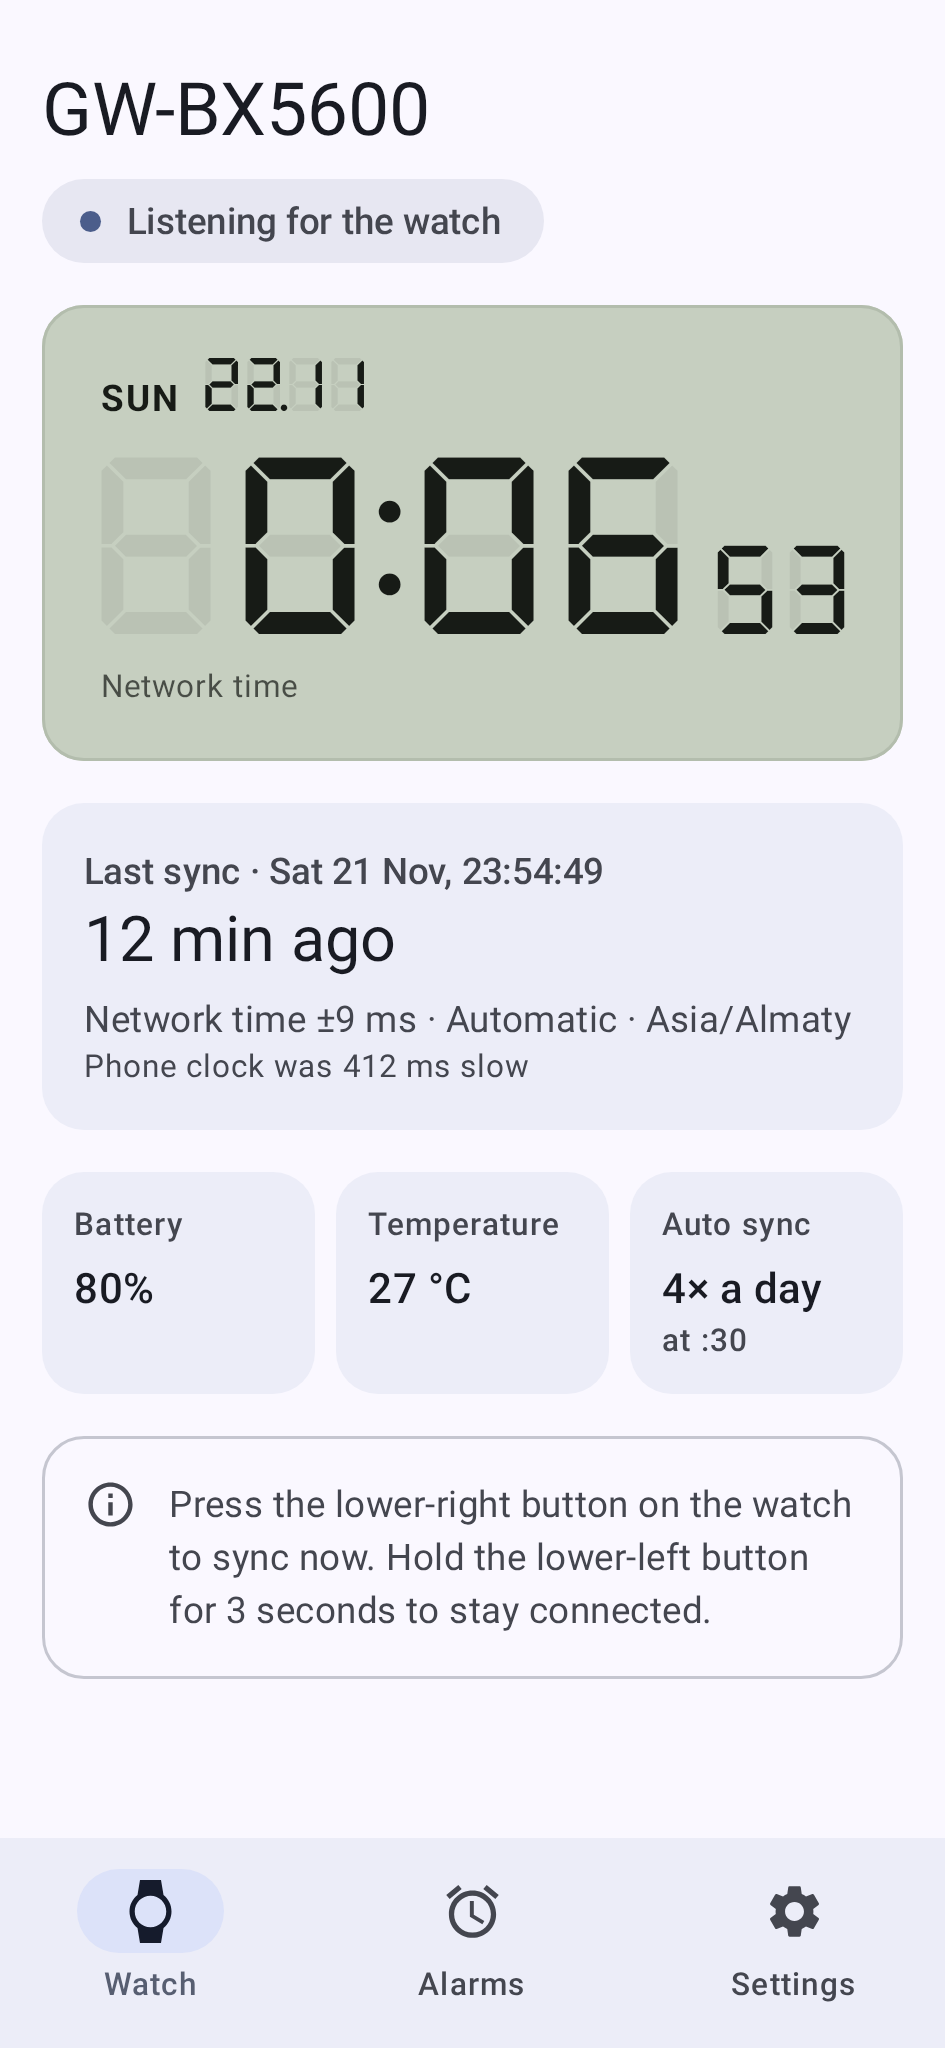 GW-BX5600
Listening for the watch
SUN 22.11
0:06 53
Network time
Last sync · Sat 21 Nov, 23:54:49
12 min ago
Network time ±9 ms · Automatic · Asia/Almaty
Phone clock was 412 ms slow
Battery
80%
Temperature
27 °C
Auto sync
4× a day
at :30
Press the lower-right button on the watch
to sync now. Hold the lower-left button
for 3 seconds to stay connected.
Watch
Alarms
Settings